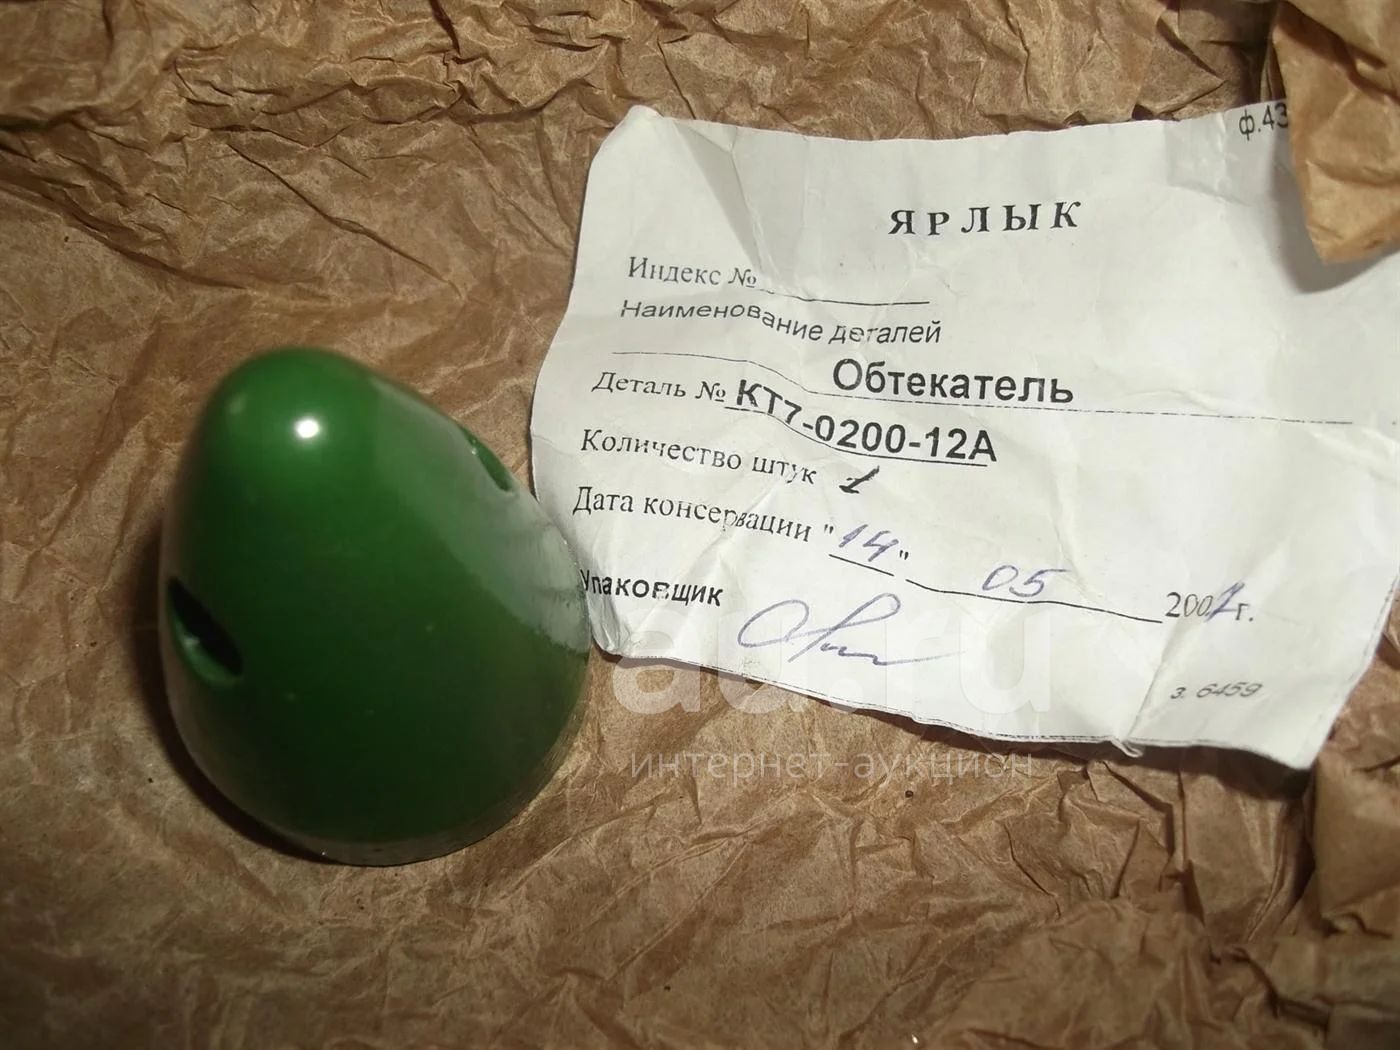 ф.43
ЯРЛЫК
Индекс №
Наименование деталей
Обтекатель
Деталь № КТ7-0200-12А
Количество штук 1
Дата консервации "14" 05 2001г.
Упаковщик
з. 6459
au.ru
интернет-аукцион